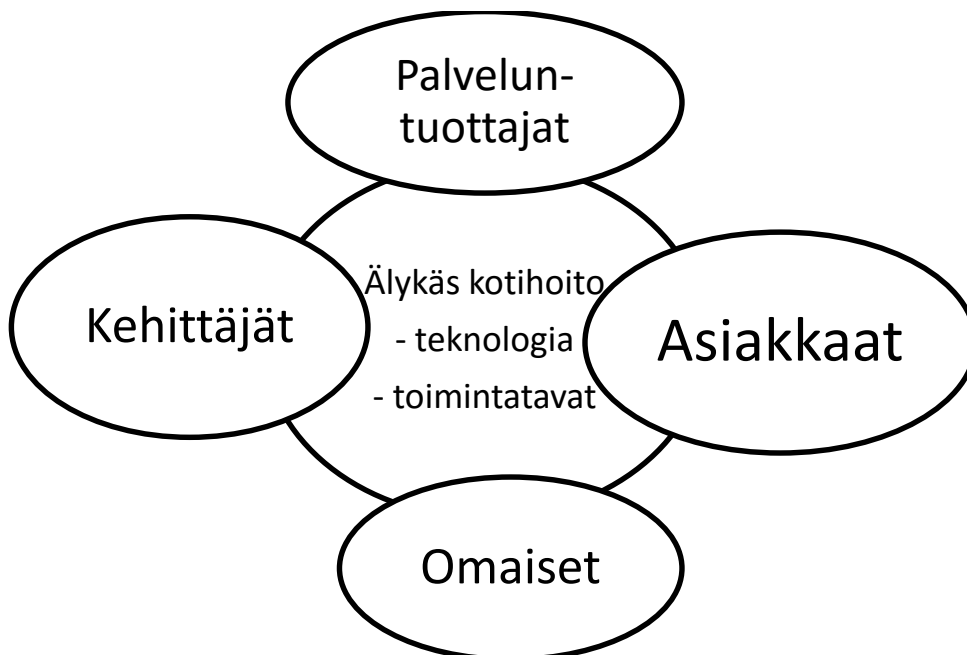 Palvelun-
tuottajat
Kehittäjät
Älykäs kotihoito
- teknologia
- toimintatavat
Asiakkaat
Omaiset